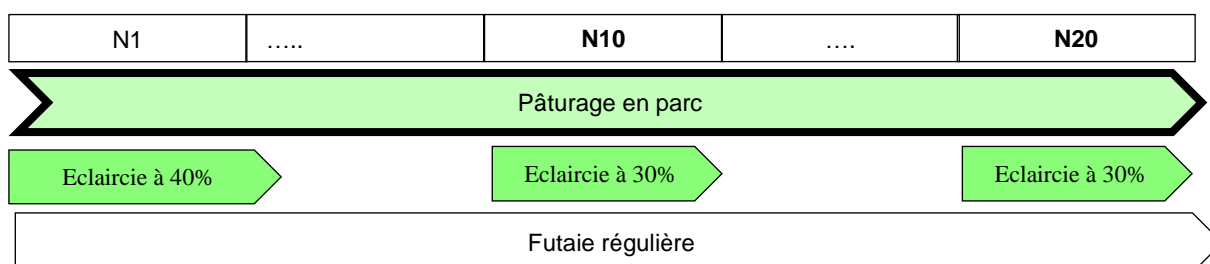 N1 ….. N10 …. N20
Pâturage en parc
Eclaircie à 40% Eclaircie à 30% Eclaircie à 30%
Futaie régulière